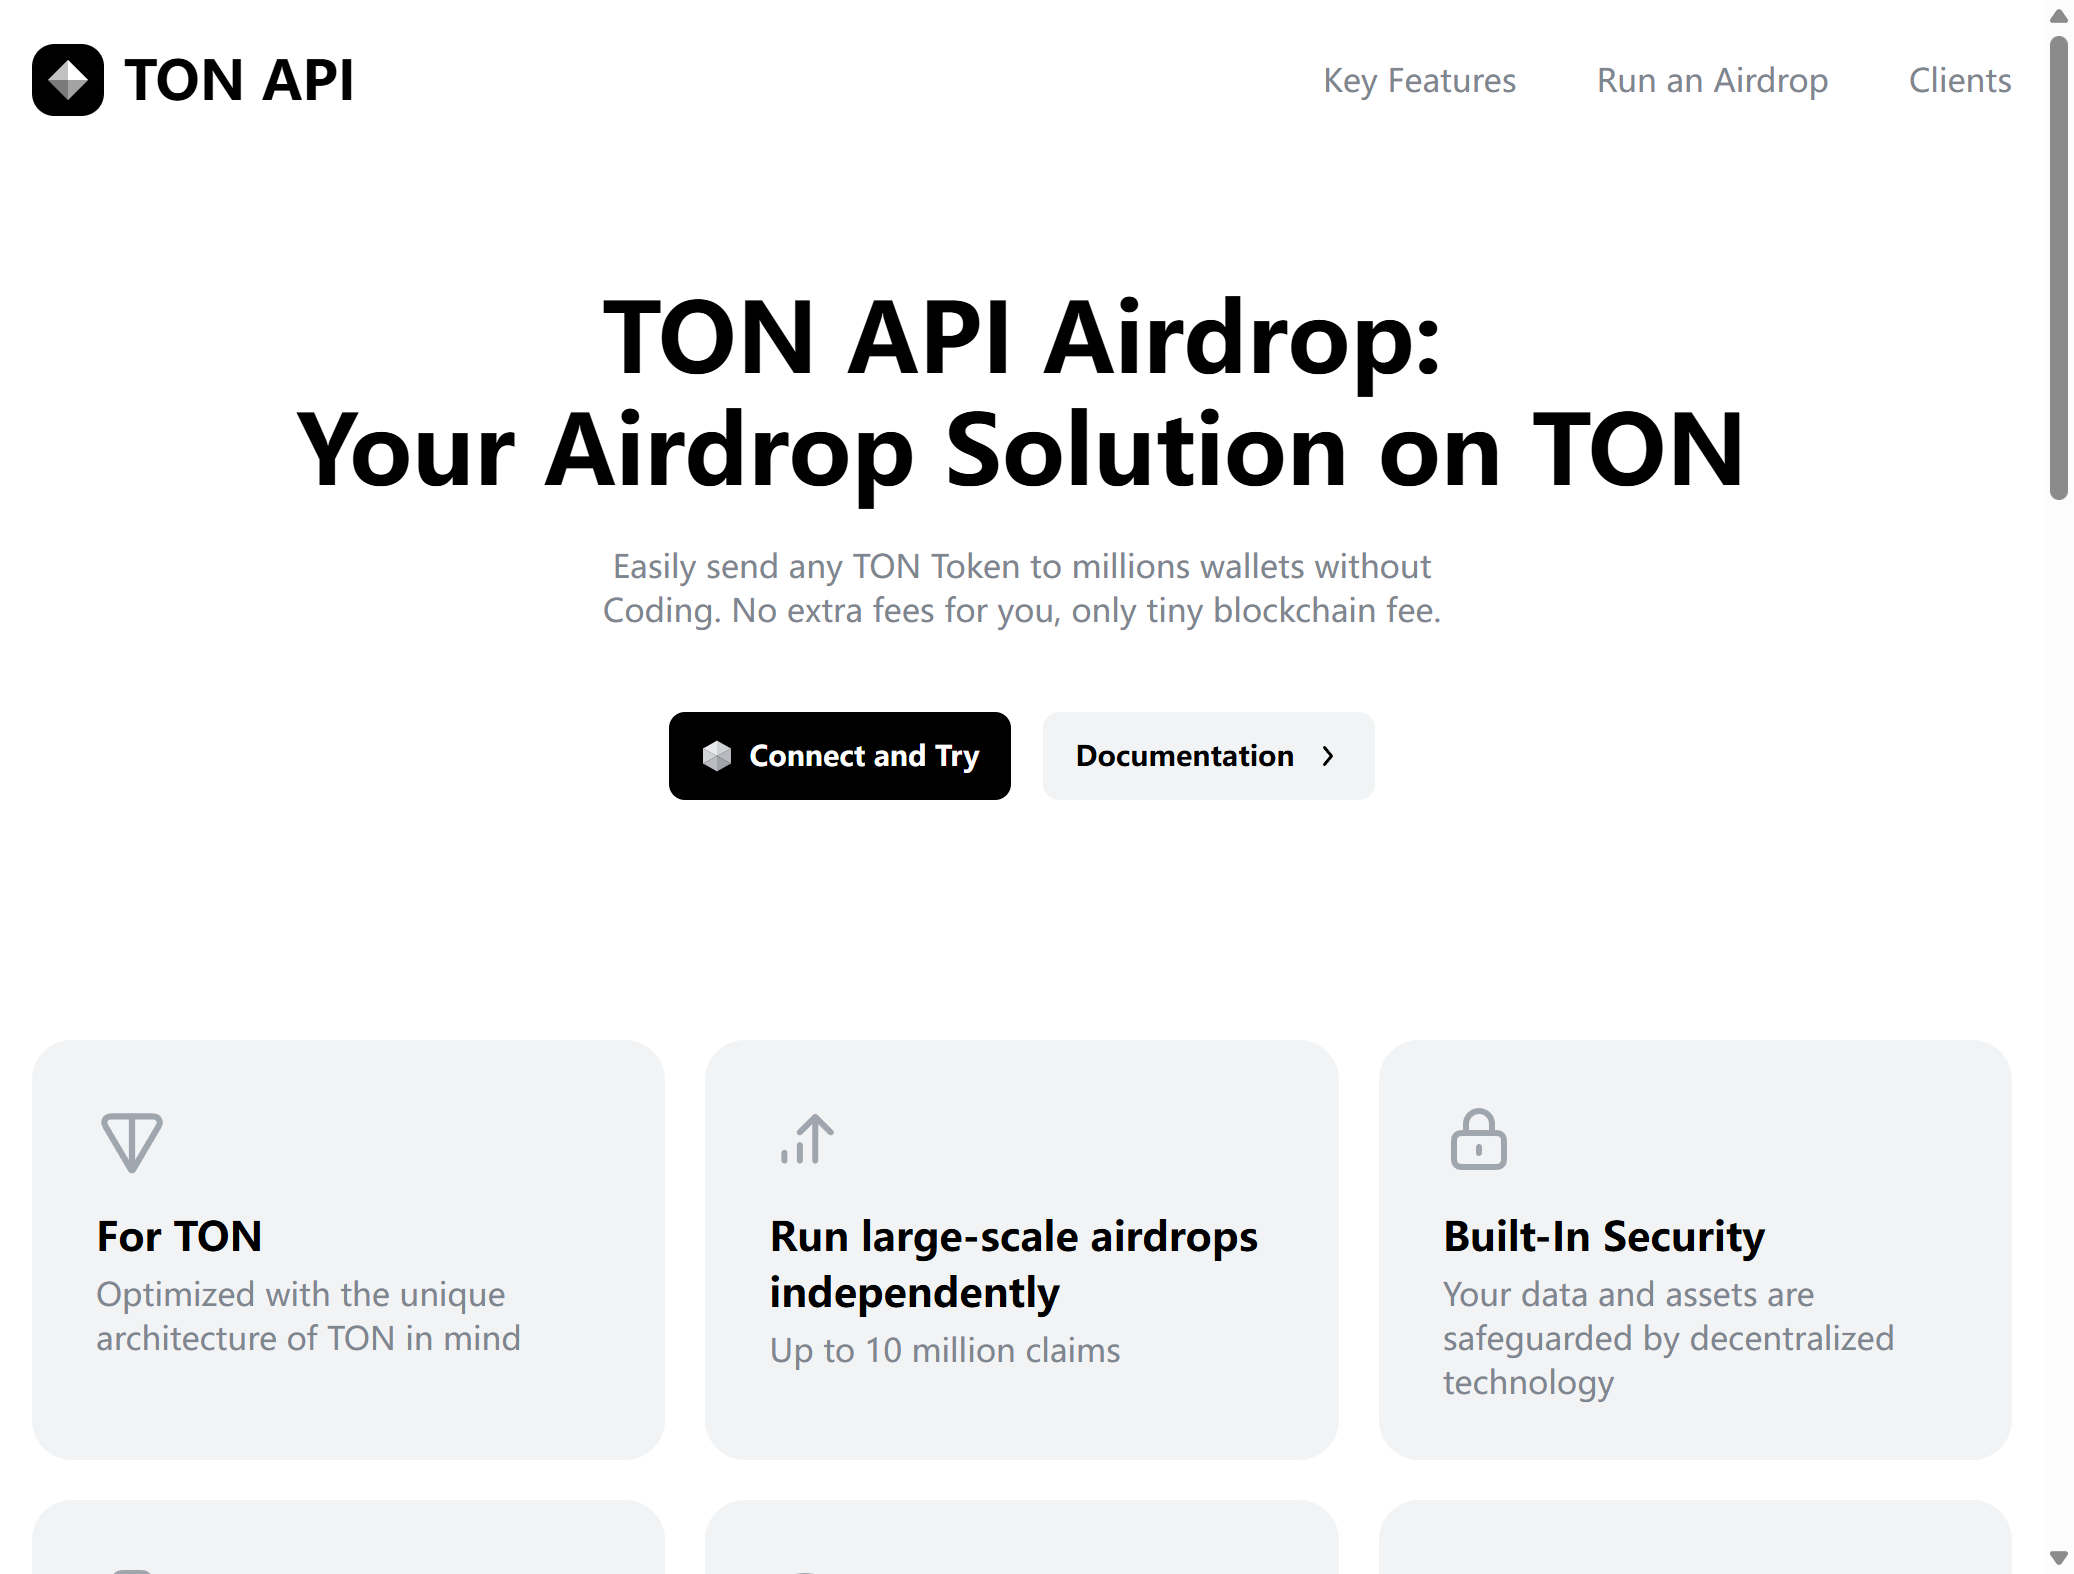 TON API
Key Features
Run an Airdrop
Clients
TON API Airdrop:
Your Airdrop Solution on TON
Easily send any TON Token to millions wallets without
Coding. No extra fees for you, only tiny blockchain fee.
Connect and Try
Documentation
For TON
Optimized with the unique
architecture of TON in mind
Run large-scale airdrops
independently
Up to 10 million claims
Built-In Security
Your data and assets are
safeguarded by decentralized
technology